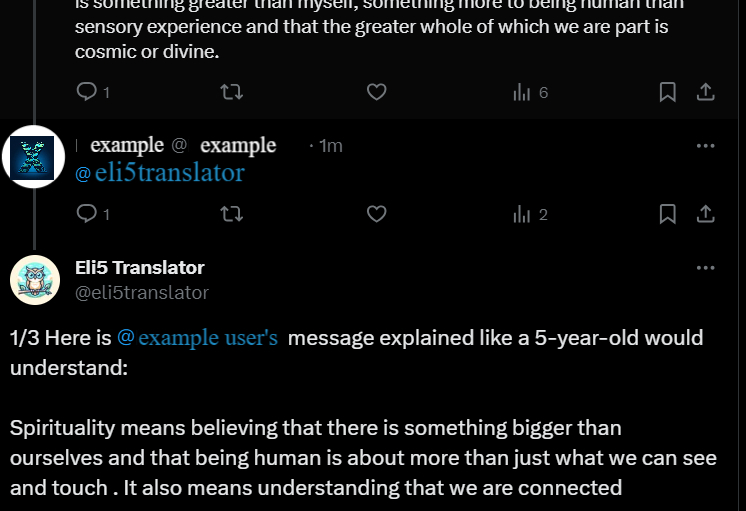 is something greater than myself, something more to being human than
sensory experience and that the greater whole of which we are part is
cosmic or divine.
1 6
example @ example · 1m
@eli5translator
1 2
Eli5 Translator
@eli5translator
1/3 Here is @example user's message explained like a 5-year-old would
understand:
Spirituality means believing that there is something bigger than
ourselves and that being human is about more than just what we can see
and touch . It also means understanding that we are connected